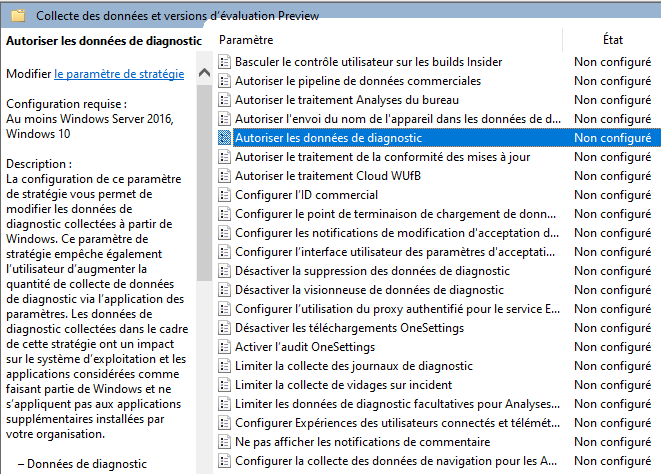 Collecte des données et versions d'évaluation Preview
Autoriser les données de diagnostic
Modifier le paramètre de stratégie
Configuration requise :
Au moins Windows Server 2016,
Windows 10
Description :
La configuration de ce paramètre
de stratégie vous permet de
modifier les données de
diagnostic collectées à partir de
Windows. Ce paramètre de
stratégie empêche également
l'utilisateur d'augmenter la
quantité de collecte de données
de diagnostic via l'application des
paramètres. Les données de
diagnostic collectées dans le cadre
de cette stratégie ont un impact
sur le système d'exploitation et les
applications considérées comme
faisant partie de Windows et ne
s'appliquent pas aux applications
supplémentaires installées par
votre organisation.
– Données de diagnostic
Paramètre État
Basculer le contrôle utilisateur sur les builds Insider Non configuré
Autoriser le pipeline de données commerciales Non configuré
Autoriser le traitement Analyses du bureau Non configuré
Autoriser l'envoi du nom de l'appareil dans les données de d... Non configuré
Autoriser les données de diagnostic Non configuré
Autoriser le traitement de la conformité des mises à jour Non configuré
Autoriser le traitement Cloud WUfB Non configuré
Configurer l'ID commercial Non configuré
Configurer le point de terminaison de chargement de donn... Non configuré
Configurer les notifications de modification d'acceptation d... Non configuré
Configurer l'interface utilisateur des paramètres d'acceptati... Non configuré
Désactiver la suppression des données de diagnostic Non configuré
Désactiver la visionneuse de données de diagnostic Non configuré
Configurer l'utilisation du proxy authentifié pour le service E... Non configuré
Désactiver les téléchargements OneSettings Non configuré
Activer l'audit OneSettings Non configuré
Limiter la collecte des journaux de diagnostic Non configuré
Limiter la collecte de vidages sur incident Non configuré
Limiter les données de diagnostic facultatives pour Analyses... Non configuré
Configurer Expériences des utilisateurs connectés et télémét... Non configuré
Ne pas afficher les notifications de commentaire Non configuré
Configurer la collecte des données de navigation pour les A... Non configuré